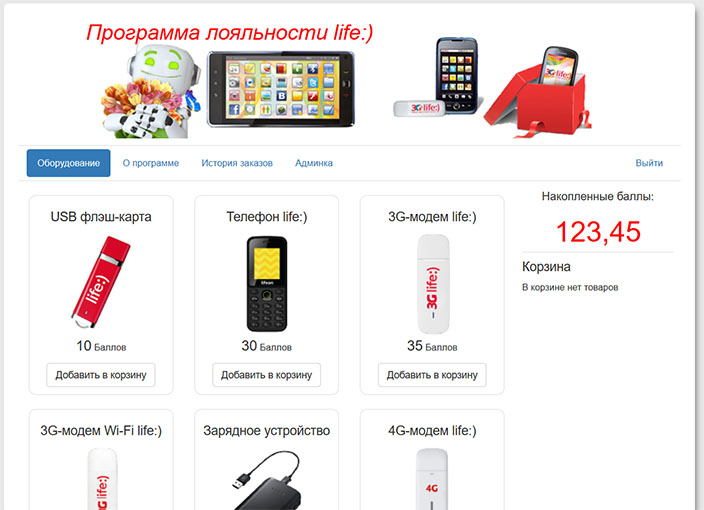 Программа лояльности life:)
3G life:)
3G life:)
Оборудование О программе История заказов Админка Выйти
Накопленные баллы:
123,45
Корзина
В корзине нет товаров
USB флэш-карта Телефон life:) 3G-модем life:)
life:) 3G life:)
10 Баллов 30 Баллов 35 Баллов
Добавить в корзину Добавить в корзину Добавить в корзину
3G-модем Wi-Fi life:) Зарядное устройство 4G-модем life:)
life:) 4G